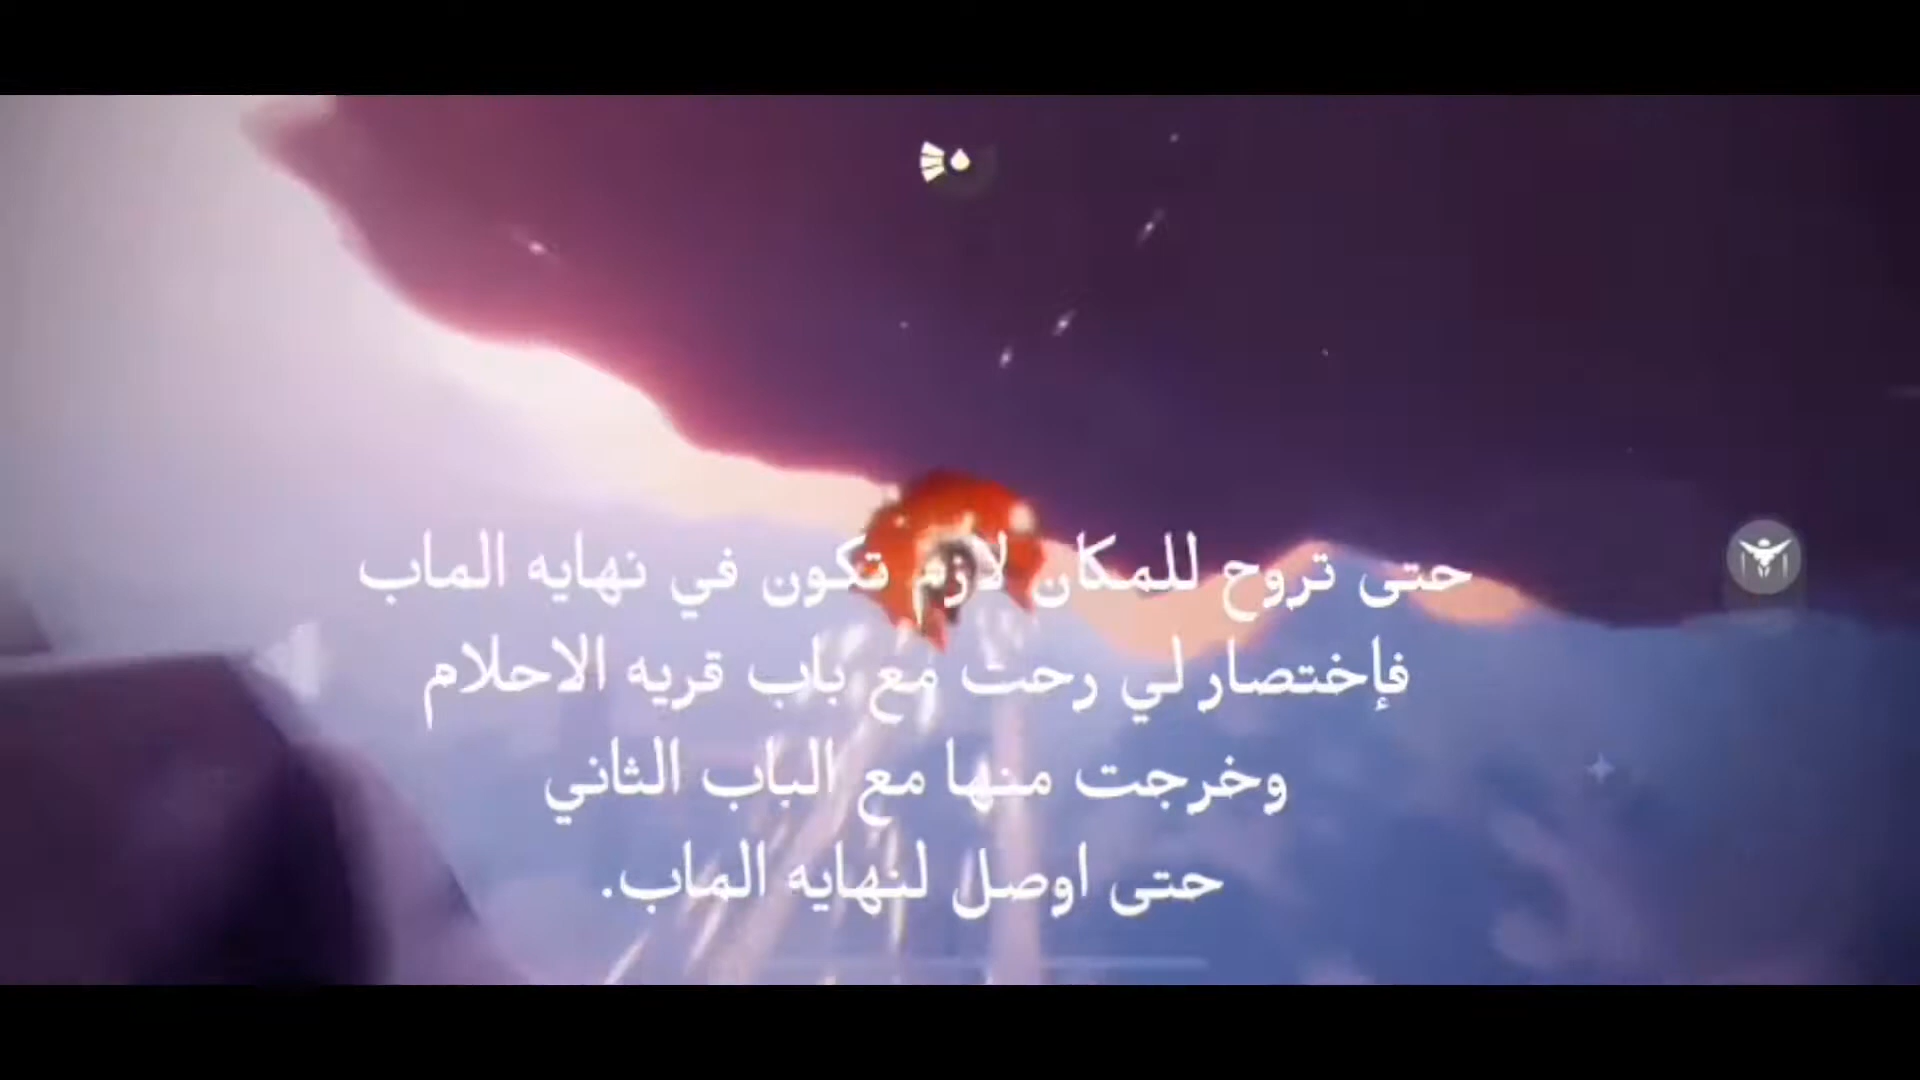 حتى تروح للمكان لازم تكون في نهايه الماب
فإختصار لي رحت مع باب قريه الاحلام
وخرجت منها مع الباب الثاني
حتى اوصل لنهايه الماب.